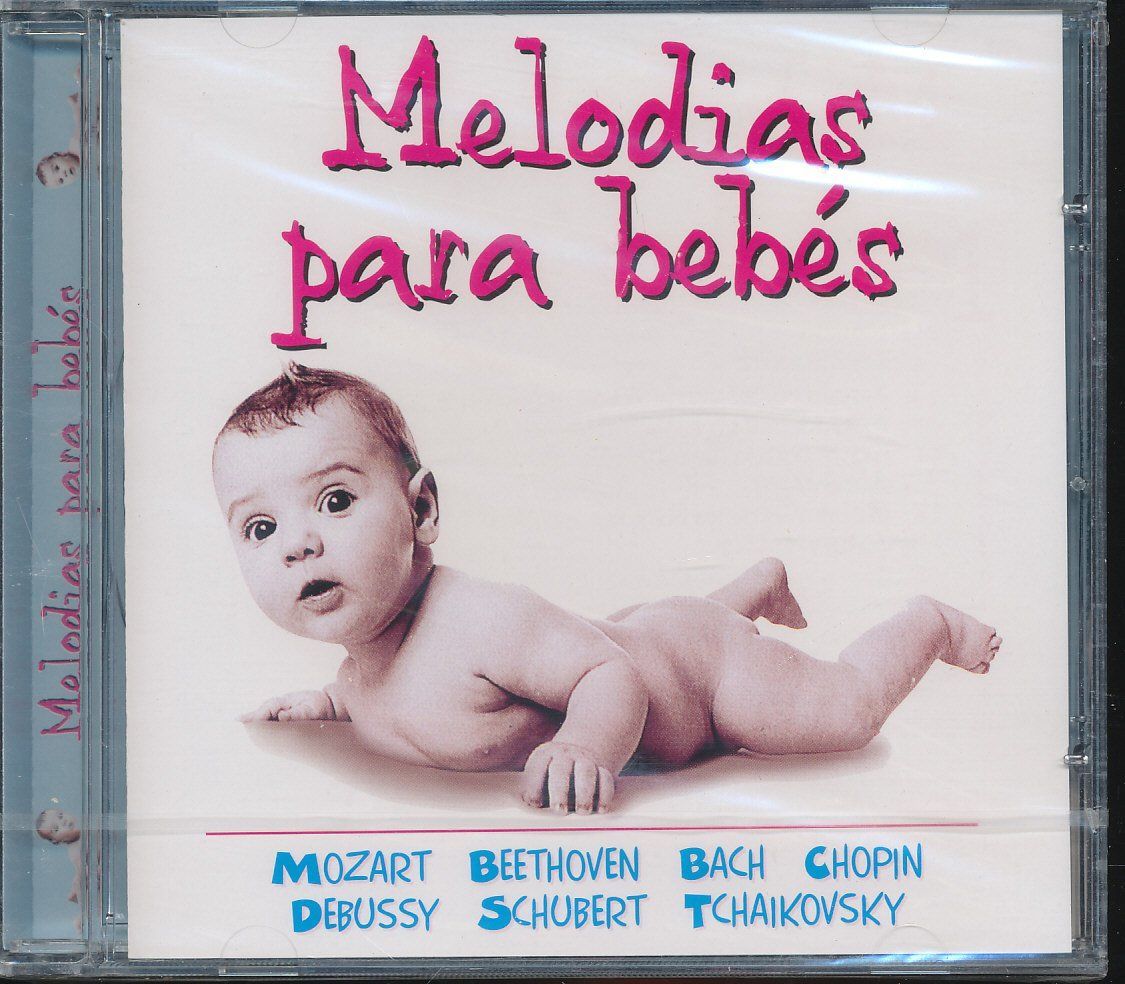 Melodias
para bebés
Melodias para bebés
MOZART BEETHOVEN BACH CHOPIN
DEBUSSY SCHUBERT TCHAIKOVSKY